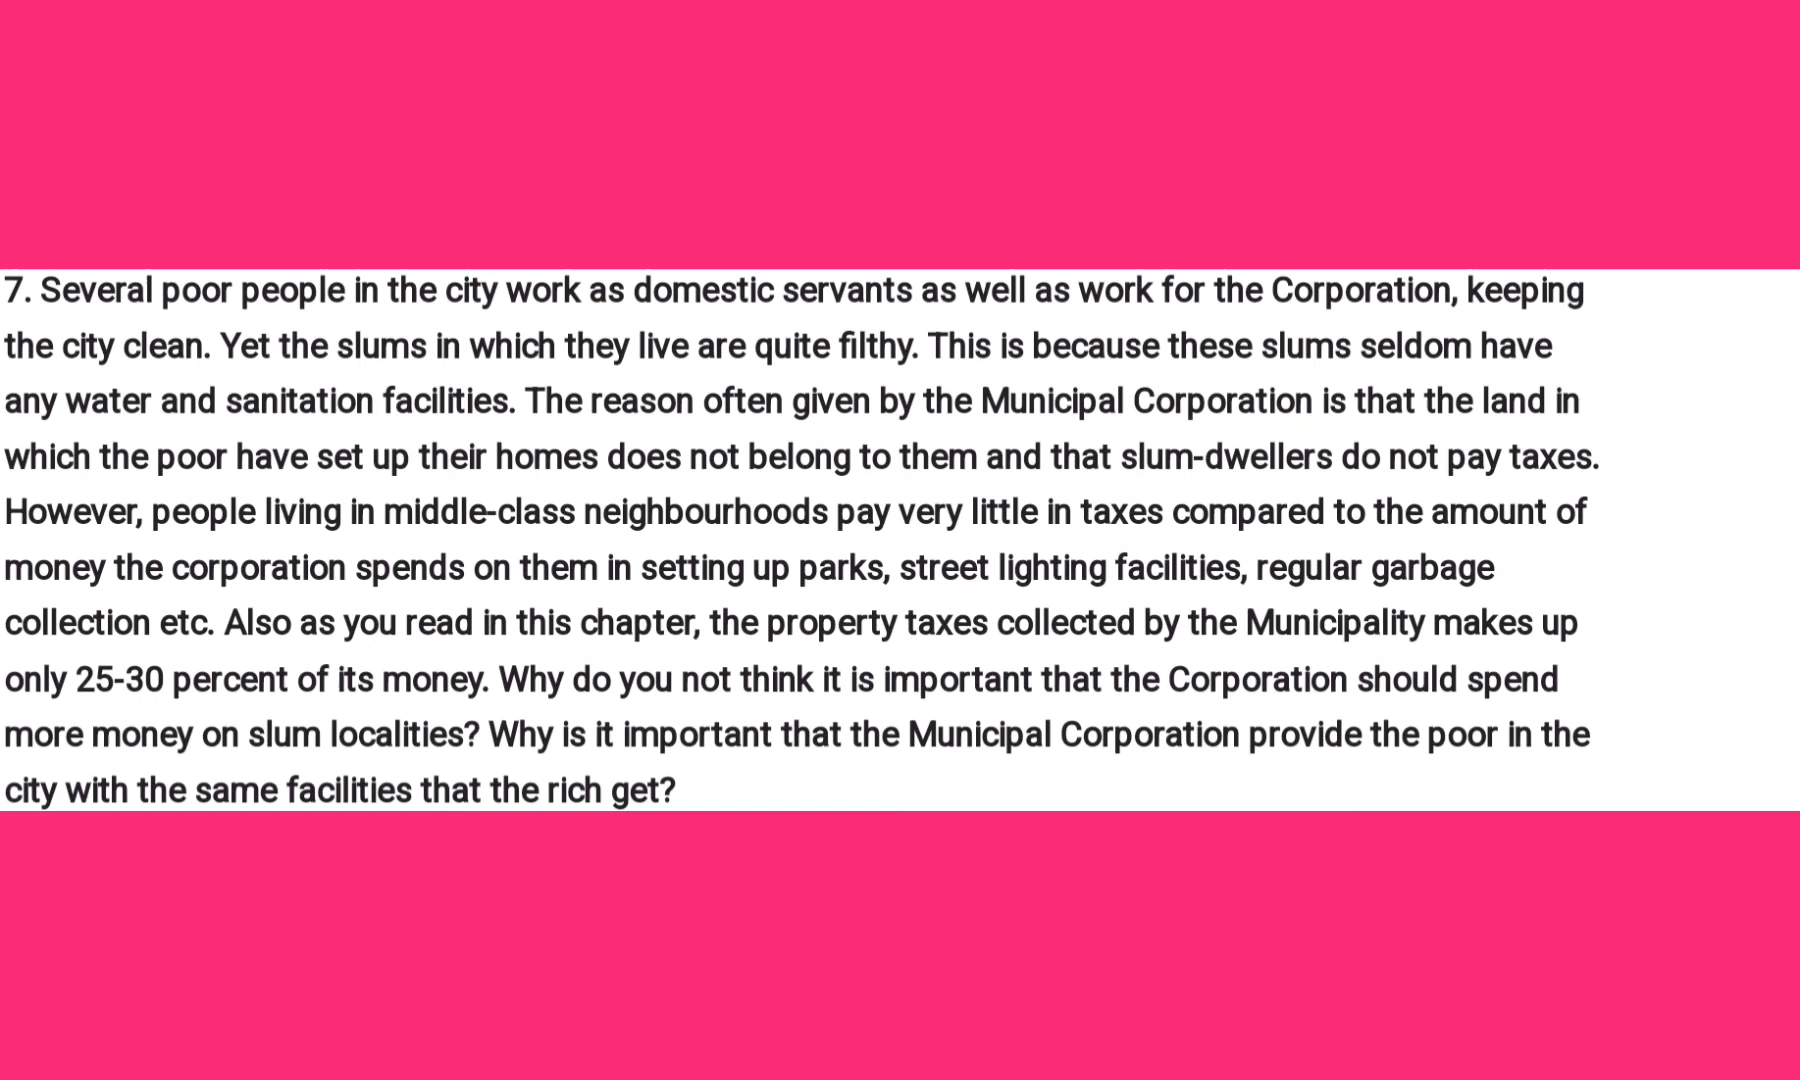 7. Several poor people in the city work as domestic servants as well as work for the Corporation, keeping
the city clean. Yet the slums in which they live are quite filthy. This is because these slums seldom have
any water and sanitation facilities. The reason often given by the Municipal Corporation is that the land in
which the poor have set up their homes does not belong to them and that slum-dwellers do not pay taxes.
However, people living in middle-class neighbourhoods pay very little in taxes compared to the amount of
money the corporation spends on them in setting up parks, street lighting facilities, regular garbage
collection etc. Also as you read in this chapter, the property taxes collected by the Municipality makes up
only 25-30 percent of its money. Why do you not think it is important that the Corporation should spend
more money on slum localities? Why is it important that the Municipal Corporation provide the poor in the
city with the same facilities that the rich get?